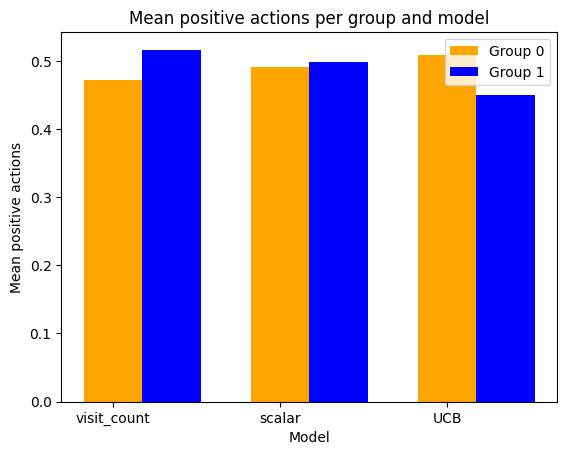 Mean positive actions per group and model
Group 0
Group 1
Mean positive actions
0.5
0.4
0.3
0.2
0.1
0.0
visit_count
scalar
UCB
Model